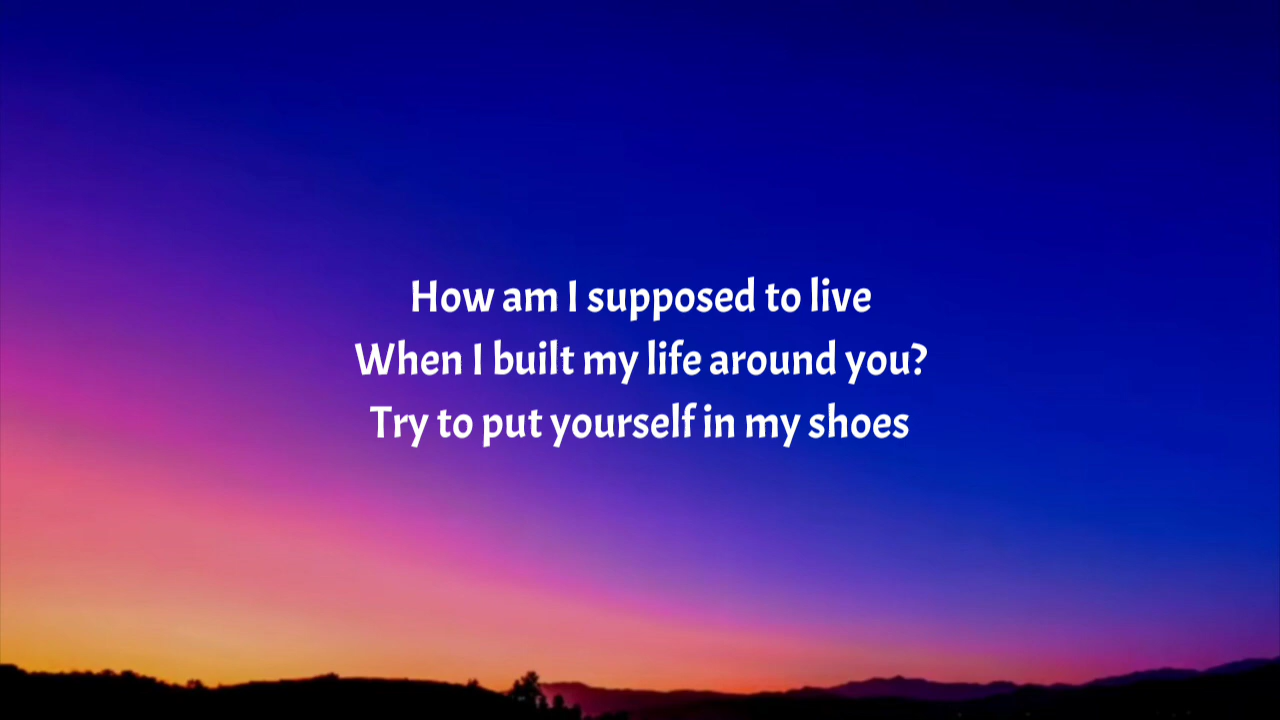 How am I supposed to live
When I built my life around you?
Try to put yourself in my shoes